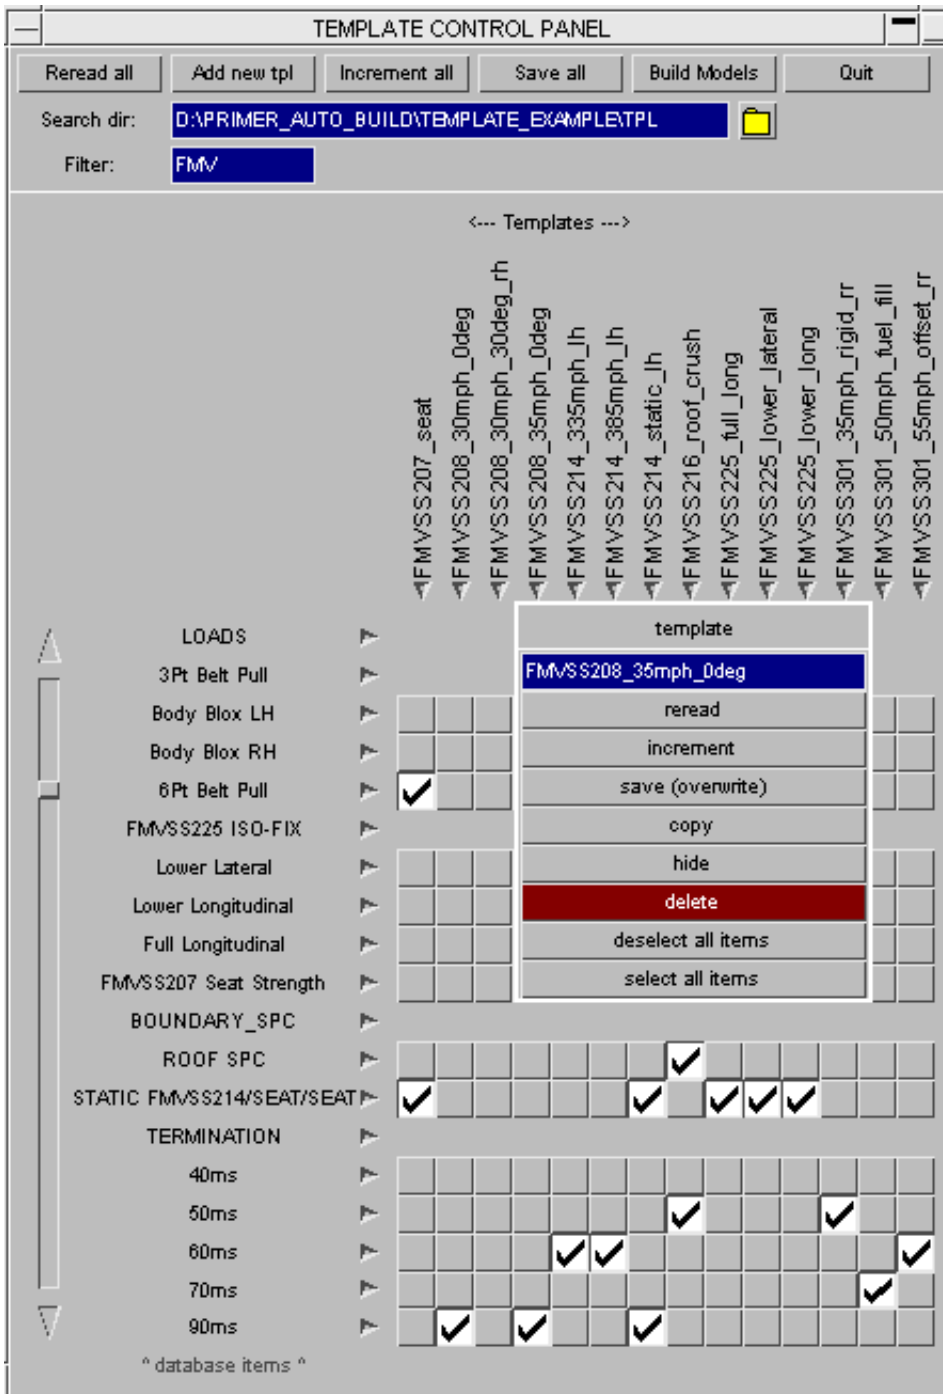 TEMPLATE CONTROL PANEL
Reread all Add new tpl Increment all Save all Build Models Quit
Search dir: D:\PRIMER_AUTO_BUILD\TEMPLATE_EXAMPLE\TPL
Filter: FMV
<--- Templates --->
FMVSS207_seat
FMVSS208_30mph_0deg
FMVSS208_30mph_30deg_rh
FMVSS208_35mph_0deg
FMVSS214_335mph_lh
FMVSS214_385mph_lh
FMVSS214_static_lh
FMVSS216_roof_crush
FMVSS225_full_long
FMVSS225_lower_lateral
FMVSS225_lower_long
FMVSS301_35mph_rigid_rr
FMVSS301_50mph_fuel_fill
FMVSS301_55mph_offset_rr
template
FMVSS208_35mph_0deg
reread
increment
save (overwrite)
copy
hide
delete
deselect all items
select all items
LOADS
3Pt Belt Pull
Body Blox LH
Body Blox RH
6Pt Belt Pull
FMVSS225 ISO-FIX
Lower Lateral
Lower Longitudinal
Full Longitudinal
FMVSS207 Seat Strength
BOUNDARY_SPC
ROOF SPC
STATIC FMVSS214/SEAT/SEAT
TERMINATION
40ms
50ms
60ms
70ms
90ms
^ database items ^